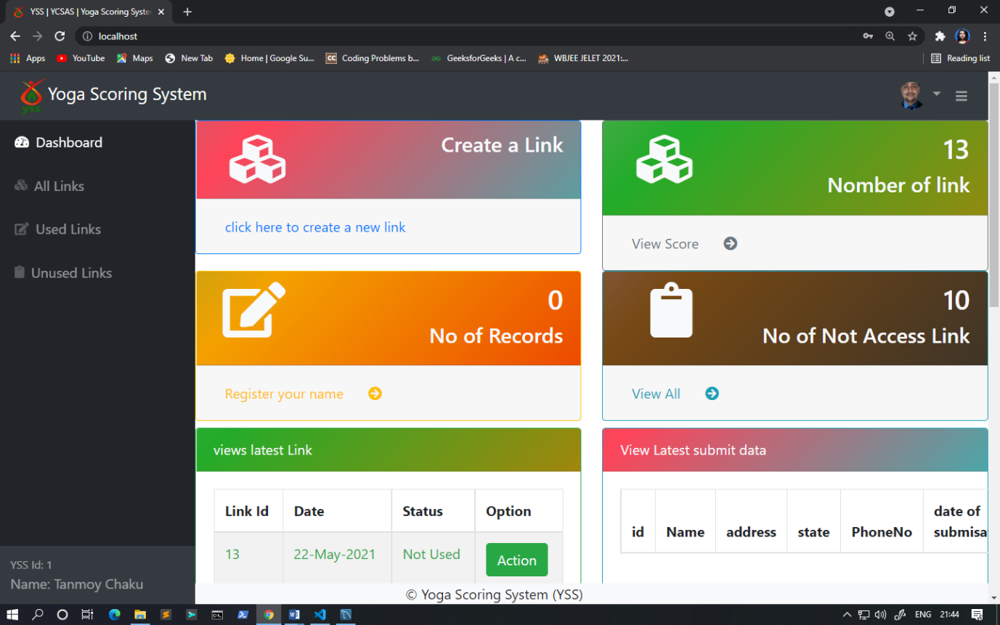 YSS | YCSAS | Yoga Scoring Syste
localhost
Apps
YouTube
Maps
New Tab
Home | Google Su...
CC
Coding Problems b...
GeeksforGeeks | A c...
WBJEE JELET 2021:...
Reading list
yss
Yoga Scoring System
Dashboard
All Links
Used Links
Unused Links
YSS Id: 1
Name: Tanmoy Chaku
Create a Link
click here to create a new link
13
Nomber of link
View Score
0
No of Records
Register your name
10
No of Not Access Link
View All
views latest Link
Link Id Date Status Option
13 22-May-2021 Not Used Action
View Latest submit data
id Name address state PhoneNo date of
submisa
© Yoga Scoring System (YSS)
ENG 21:44